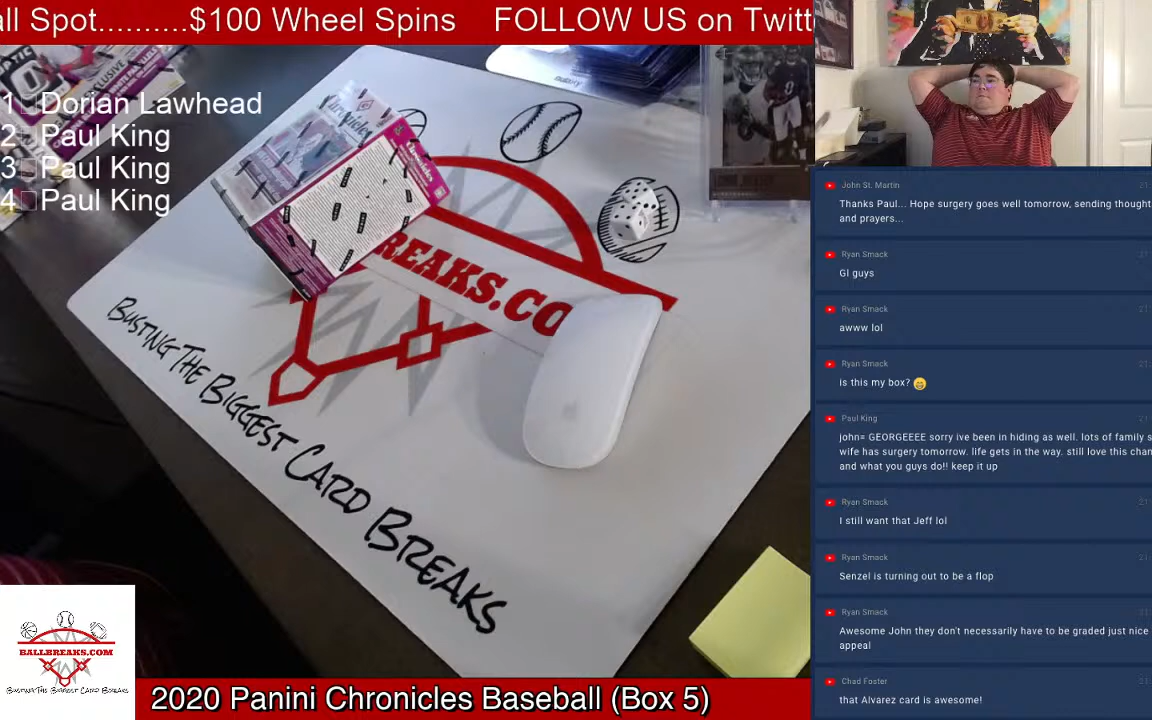 all Spot..........$100 Wheel Spins FOLLOW US on Twitt
1 Dorian Lawhead
2 Paul King
3 Paul King
4 Paul King
Chronicles
REAKS.CO
BUSTING THE BIGGEST CARD BREAKS
BALLBREAKS.COM
BUSTING THE BIGGEST CARD BREAKS
2020 Panini Chronicles Baseball (Box 5)
John St. Martin
Thanks Paul... Hope surgery goes well tomorrow, sending thought
and prayers...
Ryan Smack
Gl guys
Ryan Smack
awww lol
Ryan Smack
is this my box? 😁
Paul King
john= GEORGEEEE sorry ive been in hiding as well. lots of family s
wife has surgery tomorrow. life gets in the way. still love this chan
and what you guys do!! keep it up
Ryan Smack
I still want that Jeff lol
Ryan Smack
Senzel is turning out to be a flop
Ryan Smack
Awesome John they don't necessarily have to be graded just nice
appeal
Chad Foster
that Alvarez card is awesome!